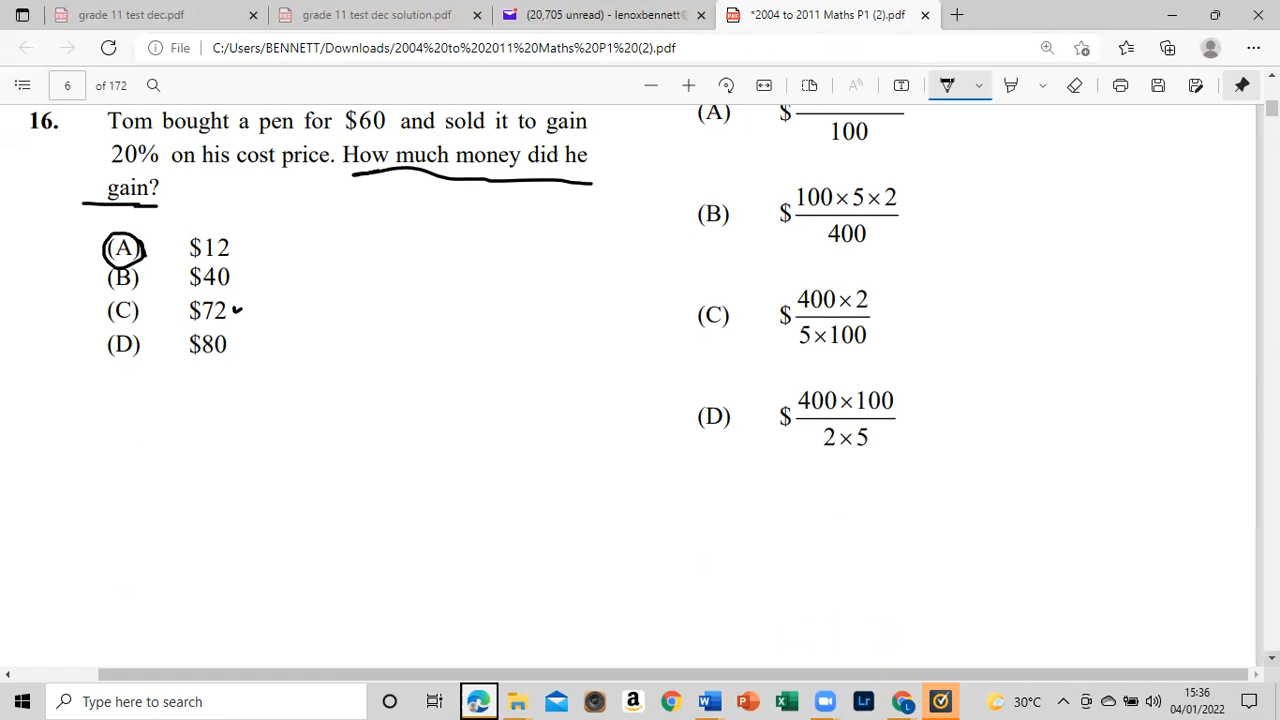 grade 11 test dec.pdf
grade 11 test dec solution.pdf
(20,705 unread) - lenoxbennett
*2004 to 2011 Maths P1 (2).pdf
File
C:/Users/BENNETT/Downloads/2004%20to%202011%20Maths%20P1%20(2).pdf
6 of 172
16. Tom bought a pen for $60 and sold it to gain
20% on his cost price. How much money did he
gain?
(A) $12
(B) $40
(C) $72
(D) $80
(A) $
100
(B) $ 100×5×2
400
(C) $ 400×2
5×100
(D) $ 400×100
2×5
Type here to search
30°C
15:36
04/01/2022